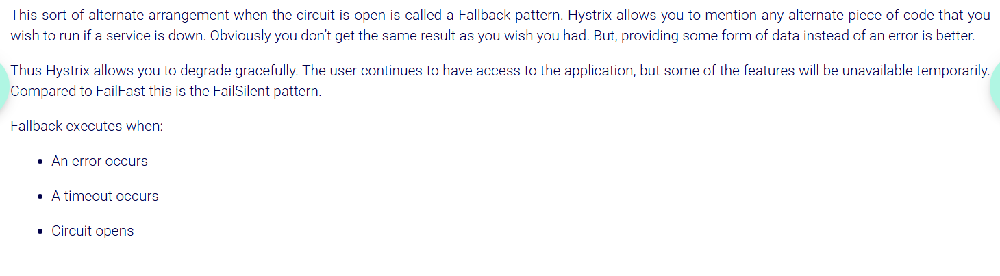 This sort of alternate arrangement when the circuit is open is called a Fallback pattern. Hystrix allows you to mention any alternate piece of code that you
wish to run if a service is down. Obviously you don’t get the same result as you wish you had. But, providing some form of data instead of an error is better.
Thus Hystrix allows you to degrade gracefully. The user continues to have access to the application, but some of the features will be unavailable temporarily.
Compared to FailFast this is the FailSilent pattern.
Fallback executes when:
• An error occurs
• A timeout occurs
• Circuit opens